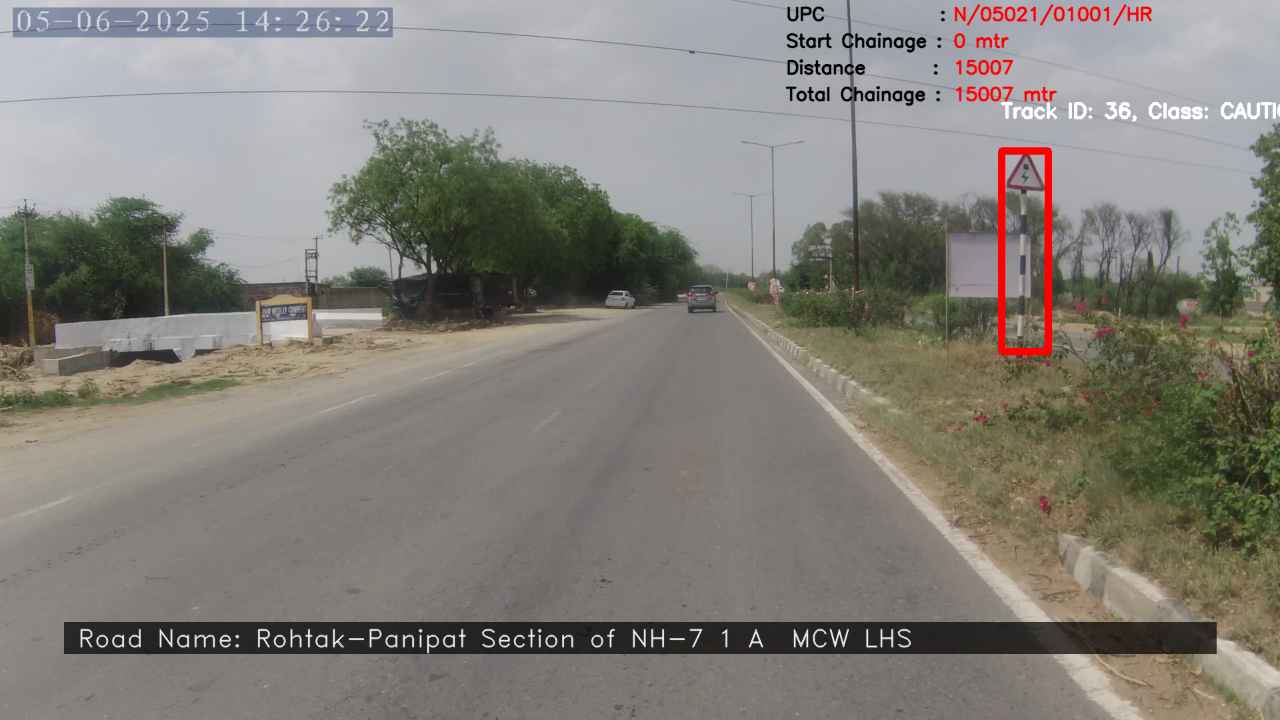 05-06-2025 14:26:22
UPC : N/05021/01001/HR
Start Chainage : 0 mtr
Distance : 15007
Total Chainage : 15007 mtr
Track ID: 36, Class: CAUTI
Road Name: Rohtak-Panipat Section of NH-7 1 A MCW LHS